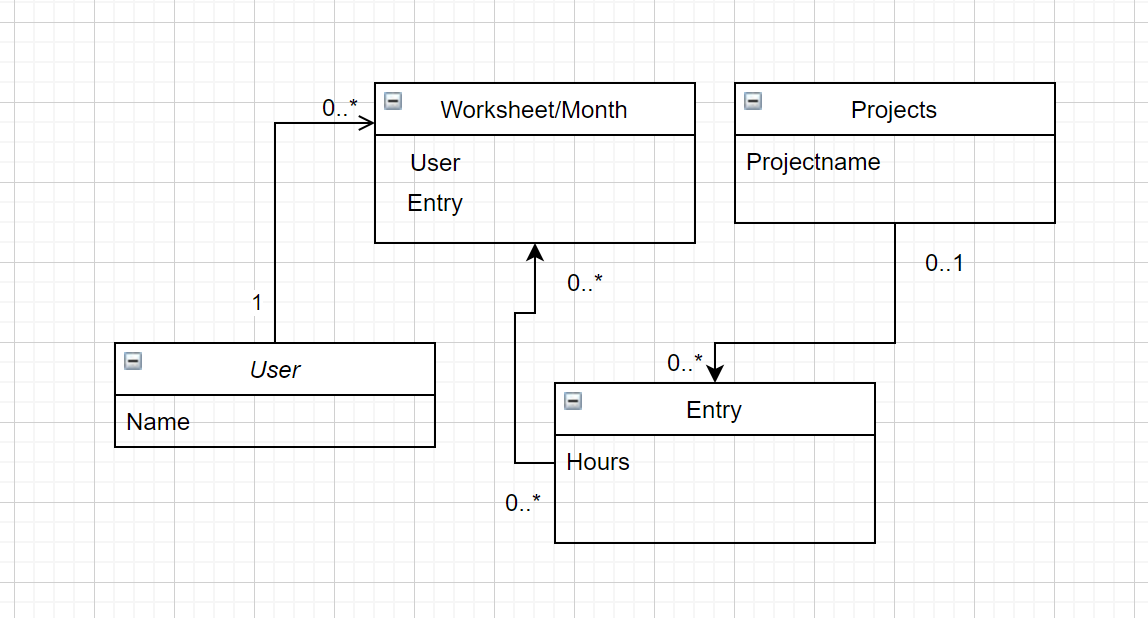 0..*
Worksheet/Month
User
Entry
Projects
Projectname
0..*
0..1
1
User
Name
0..*
Entry
Hours
0..*